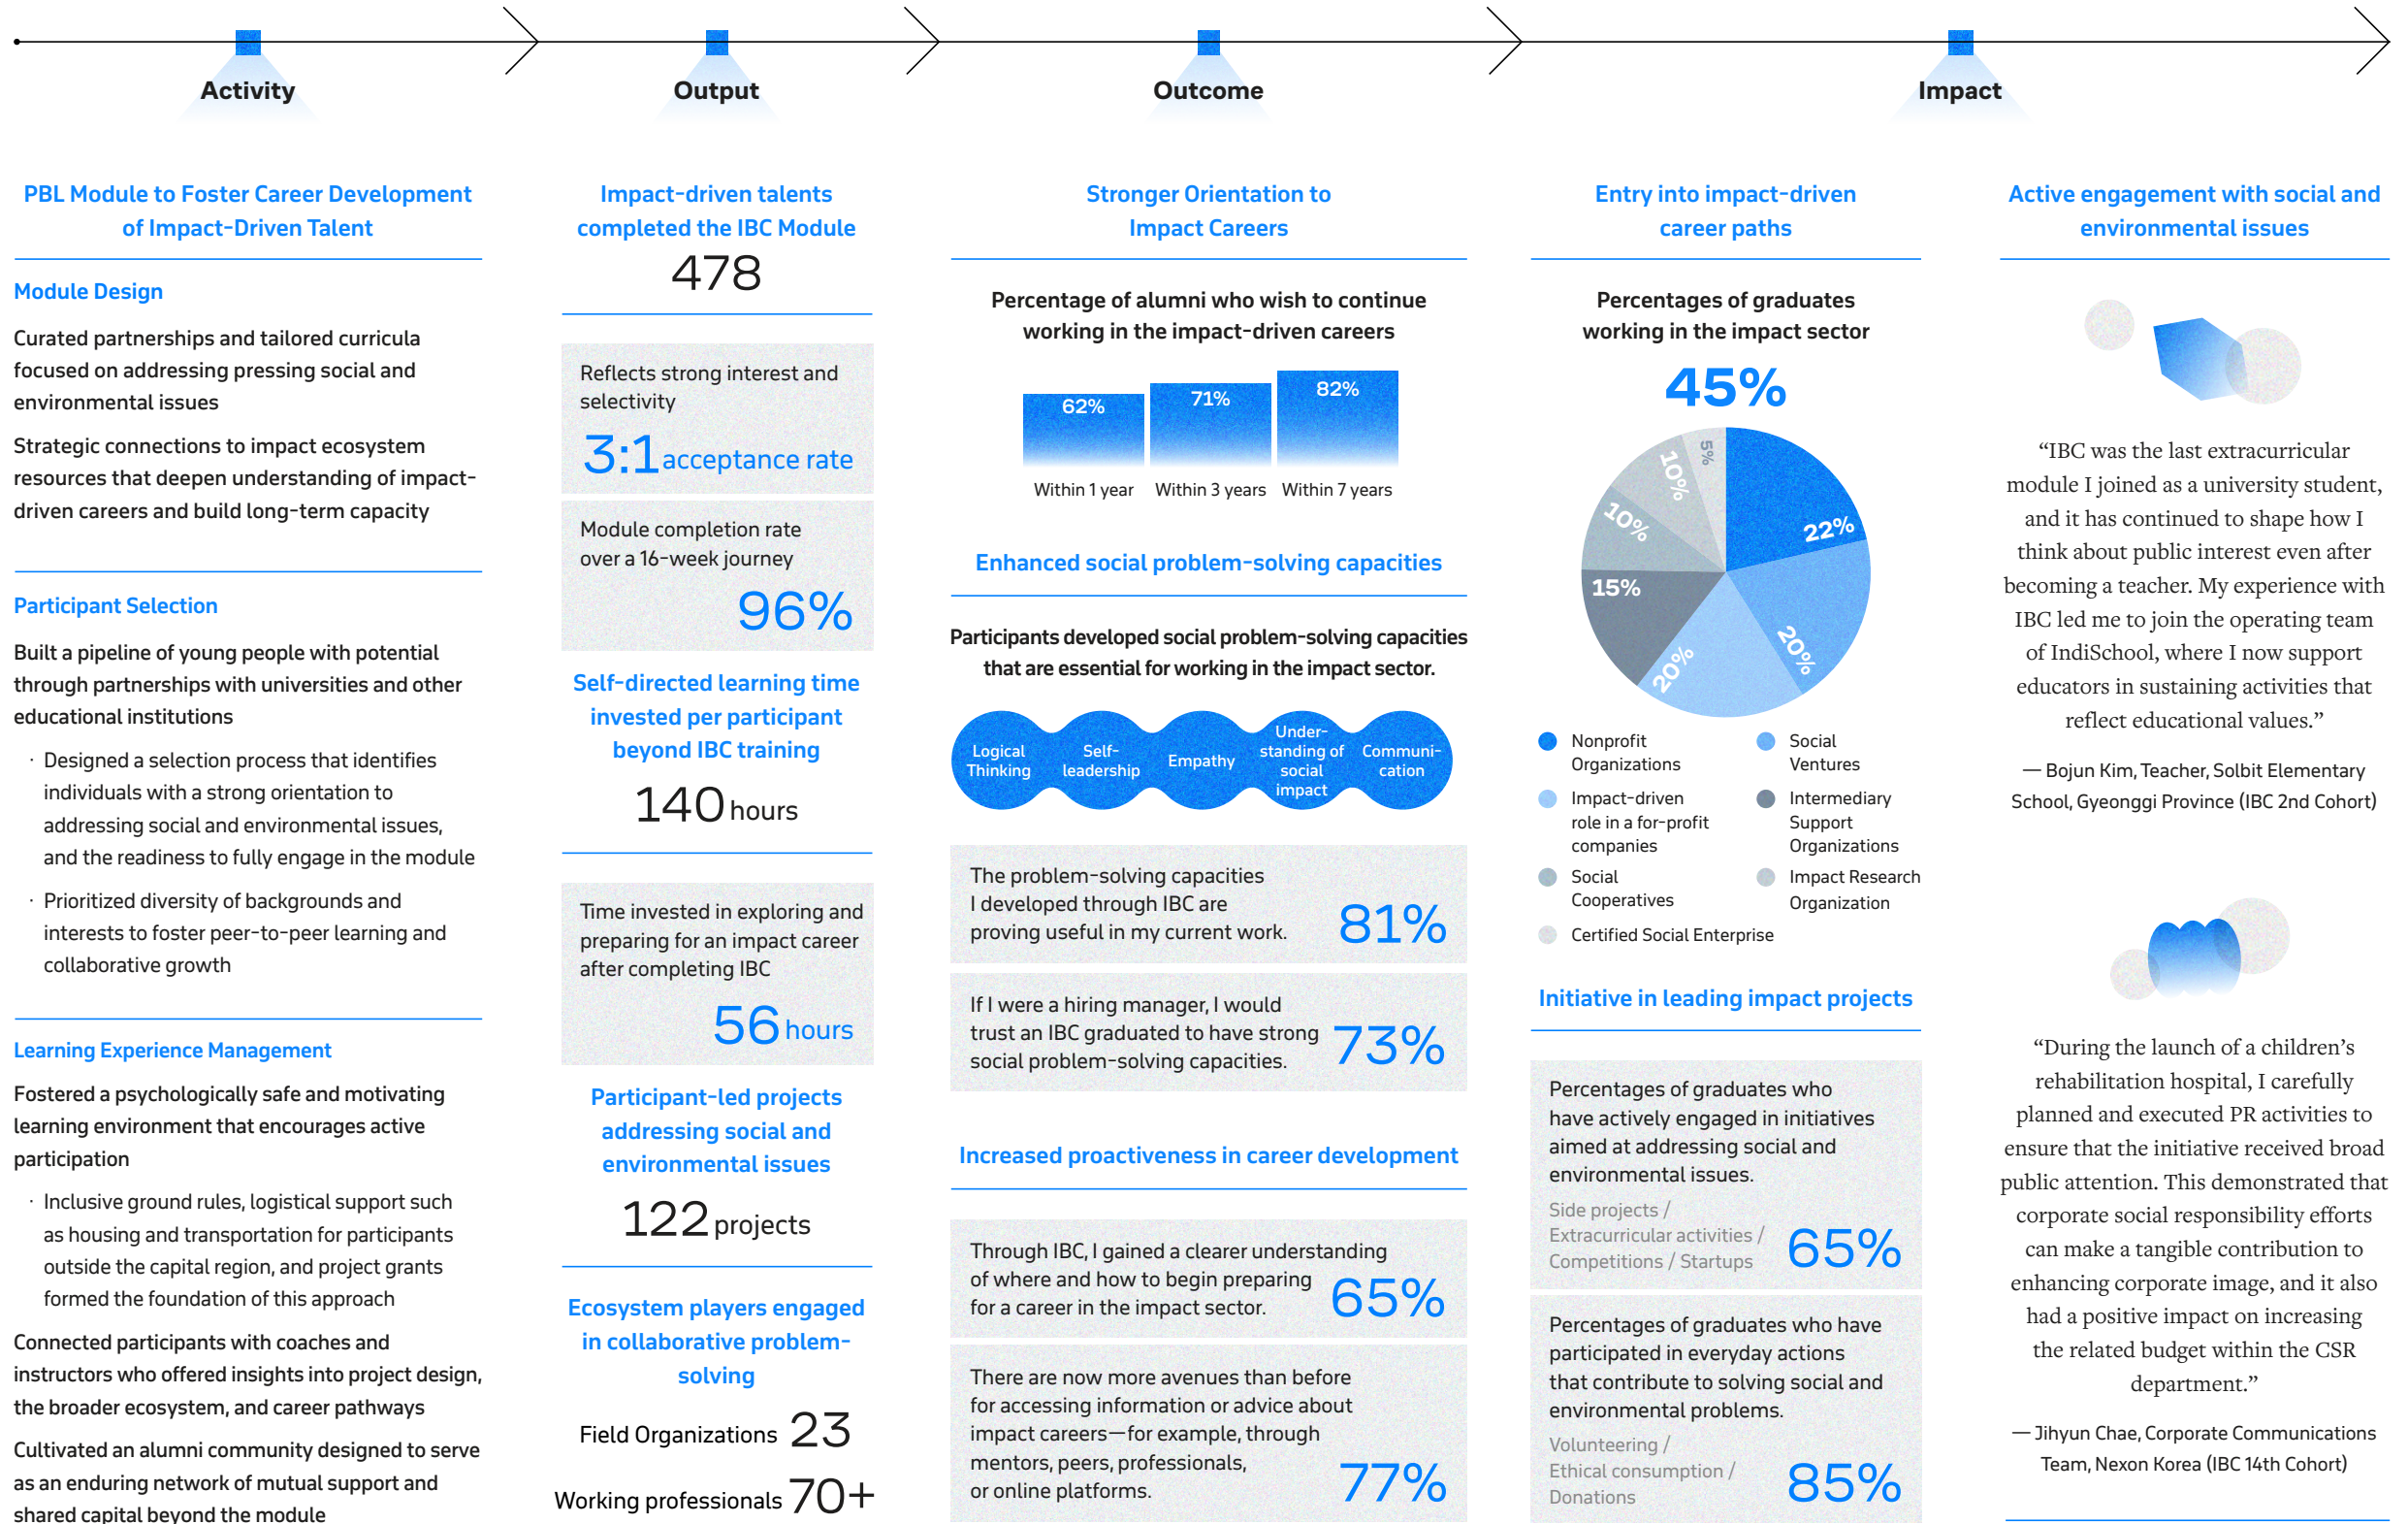 Activity
Output
Outcome
Impact
PBL Module to Foster Career Development
of Impact-Driven Talent
Module Design
Curated partnerships and tailored curricula
focused on addressing pressing social and
environmental issues
Strategic connections to impact ecosystem
resources that deepen understanding of impact-
driven careers and build long-term capacity
Participant Selection
Built a pipeline of young people with potential
through partnerships with universities and other
educational institutions
· Designed a selection process that identifies
individuals with a strong orientation to
addressing social and environmental issues,
and the readiness to fully engage in the module
· Prioritized diversity of backgrounds and
interests to foster peer-to-peer learning and
collaborative growth
Learning Experience Management
Fostered a psychologically safe and motivating
learning environment that encourages active
participation
· Inclusive ground rules, logistical support such
as housing and transportation for participants
outside the capital region, and project grants
formed the foundation of this approach
Connected participants with coaches and
instructors who offered insights into project design,
the broader ecosystem, and career pathways
Cultivated an alumni community designed to serve
as an enduring network of mutual support and
shared capital beyond the module
Impact-driven talents
completed the IBC Module
478
Reflects strong interest and
selectivity
3:1 acceptance rate
Module completion rate
over a 16-week journey
96%
Self-directed learning time
invested per participant
beyond IBC training
140 hours
Time invested in exploring and
preparing for an impact career
after completing IBC
56 hours
Participant-led projects
addressing social and
environmental issues
122 projects
Ecosystem players engaged
in collaborative problem-
solving
Field Organizations 23
Working professionals 70+
Stronger Orientation to
Impact Careers
Percentage of alumni who wish to continue
working in the impact-driven careers
62%
71%
82%
Within 1 year
Within 3 years
Within 7 years
Enhanced social problem-solving capacities
Participants developed social problem-solving capacities
that are essential for working in the impact sector.
Logical
Thinking
Self-
leadership
Empathy
Under-
standing of
social
impact
Communi-
cation
The problem-solving capacities
I developed through IBC are
proving useful in my current work.
81%
If I were a hiring manager, I would
trust an IBC graduated to have strong
social problem-solving capacities.
73%
Increased proactiveness in career development
Through IBC, I gained a clearer understanding
of where and how to begin preparing
for a career in the impact sector.
65%
There are now more avenues than before
for accessing information or advice about
impact careers—for example, through
mentors, peers, professionals,
or online platforms.
77%
Entry into impact-driven
career paths
Percentages of graduates
working in the impact sector
45%
22%
20%
20%
15%
10%
10%
5%
Nonprofit
Organizations
Social
Ventures
Impact-driven
role in a for-profit
companies
Intermediary
Support
Organizations
Social
Cooperatives
Impact Research
Organization
Certified Social Enterprise
Initiative in leading impact projects
Percentages of graduates who
have actively engaged in initiatives
aimed at addressing social and
environmental issues.
Side projects /
Extracurricular activities /
Competitions / Startups
65%
Percentages of graduates who have
participated in everyday actions
that contribute to solving social and
environmental problems.
Volunteering /
Ethical consumption /
Donations
85%
Active engagement with social and
environmental issues
“IBC was the last extracurricular
module I joined as a university student,
and it has continued to shape how I
think about public interest even after
becoming a teacher. My experience with
IBC led me to join the operating team
of IndiSchool, where I now support
educators in sustaining activities that
reflect educational values.”
— Bojun Kim, Teacher, Solbit Elementary
School, Gyeonggi Province (IBC 2nd Cohort)
“During the launch of a children’s
rehabilitation hospital, I carefully
planned and executed PR activities to
ensure that the initiative received broad
public attention. This demonstrated that
corporate social responsibility efforts
can make a tangible contribution to
enhancing corporate image, and it also
had a positive impact on increasing
the related budget within the CSR
department.”
— Jihyun Chae, Corporate Communications
Team, Nexon Korea (IBC 14th Cohort)